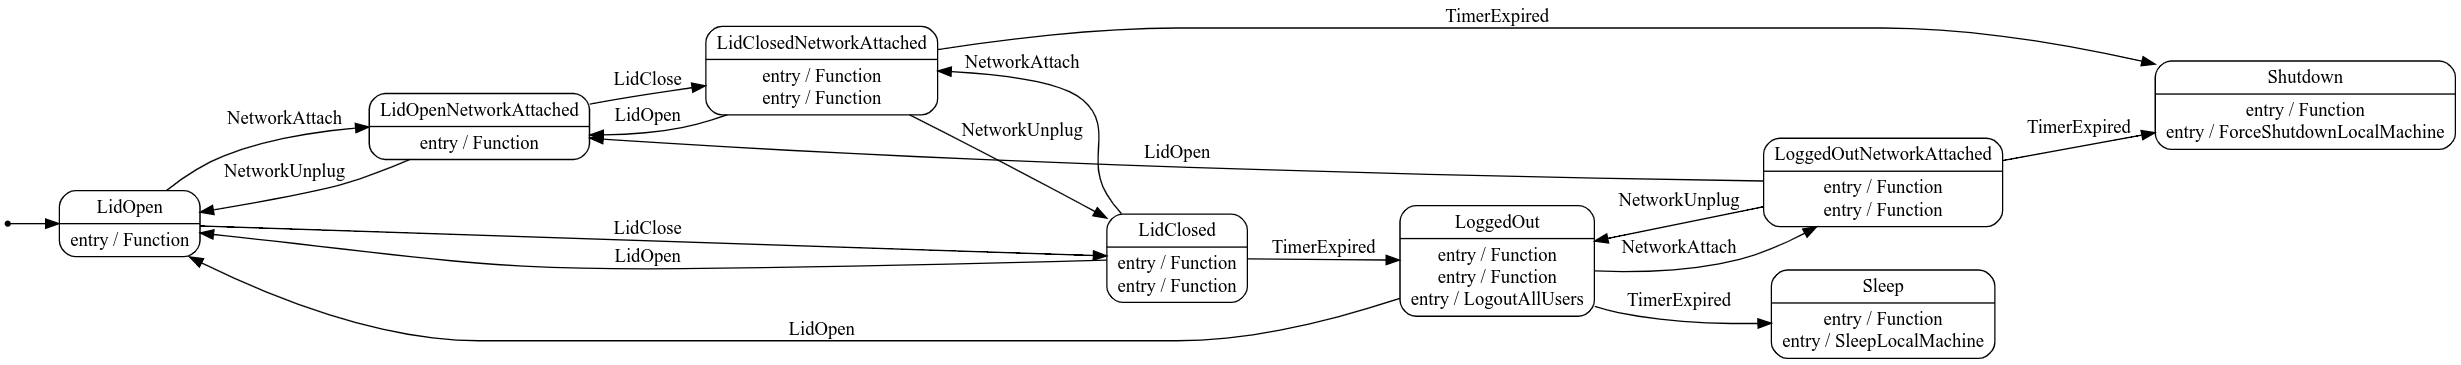 TimerExpired
LidClosedNetworkAttached
entry / Function
entry / Function
NetworkAttach
Shutdown
entry / Function
entry / ForceShutdownLocalMachine
LidClose
LidOpenNetworkAttached
entry / Function
LidOpen
NetworkAttach
NetworkUnplug
TimerExpired
LoggedOutNetworkAttached
entry / Function
entry / Function
LidOpen
NetworkUnplug
LidOpen
entry / Function
NetworkUnplug
LidClose
LidOpen
LidClosed
entry / Function
entry / Function
TimerExpired
LoggedOut
entry / Function
entry / Function
entry / LogoutAllUsers
NetworkAttach
TimerExpired
Sleep
entry / Function
entry / SleepLocalMachine
LidOpen